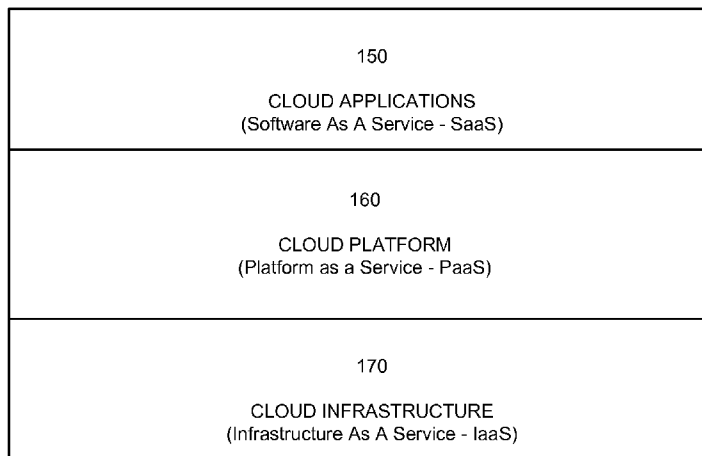 150
CLOUD APPLICATIONS
(Software As A Service - SaaS)
160
CLOUD PLATFORM
(Platform as a Service - PaaS)
170
CLOUD INFRASTRUCTURE
(Infrastructure As A Service - IaaS)